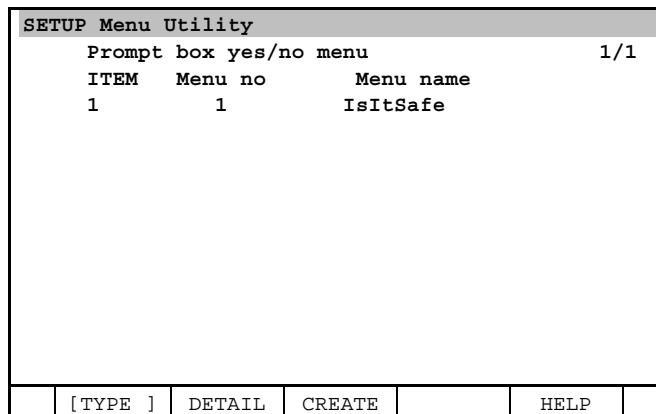 SETUP Menu Utility
Prompt box yes/no menu 1/1
ITEM Menu no Menu name
1 1 IsItSafe
[TYPE ] DETAIL CREATE HELP